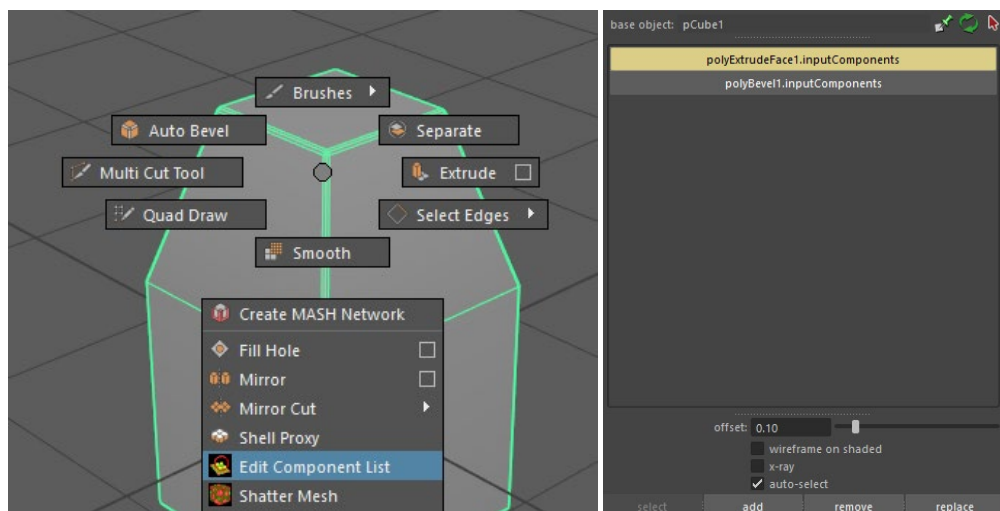 Brushes
Auto Bevel
Separate
Multi Cut Tool
Extrude
Quad Draw
Select Edges
Smooth
Create MASH Network
Fill Hole
Mirror
Mirror Cut
Shell Proxy
Edit Component List
Shatter Mesh
base object: pCube1
polyExtrudeFace1.inputComponents
polyBevel1.inputComponents
offset: 0.10
wireframe on shaded
x-ray
auto-select
select add remove replace